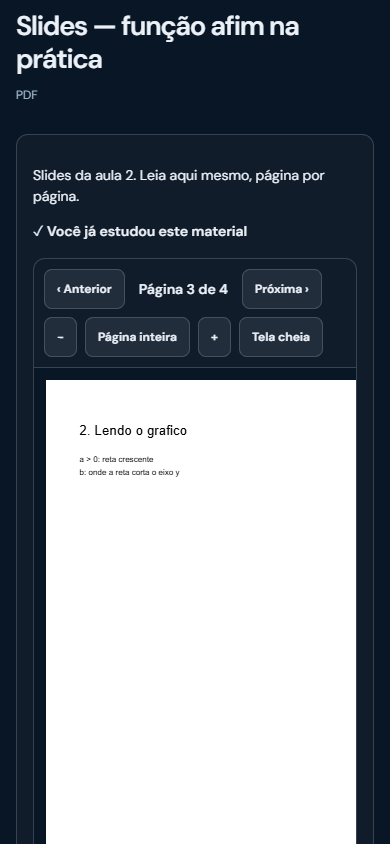 Slides — função afim na
prática
PDF
Slides da aula 2. Leia aqui mesmo, página por
página.
✓ Você já estudou este material
‹ Anterior
Página 3 de 4
Próxima ›
−
Página inteira
+
Tela cheia
2. Lendo o grafico
a > 0: reta crescente
b: onde a reta corta o eixo y